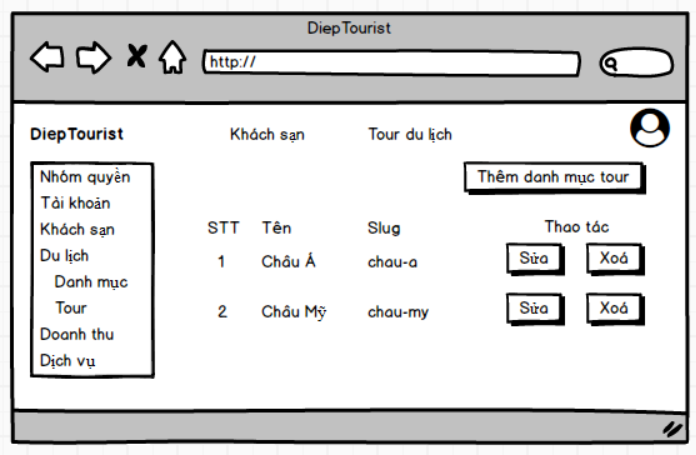 DiepTourist
http://
DiepTourist Khách sạn Tour du lịch
Thêm danh mục tour
Nhóm quyền
Tài khoản
Khách sạn
Du lịch
Danh mục
Tour
Doanh thu
Dịch vụ
STT Tên Slug Thao tác
1 Châu Á chau-a Sửa Xoá
2 Châu Mỹ chau-my Sửa Xoá